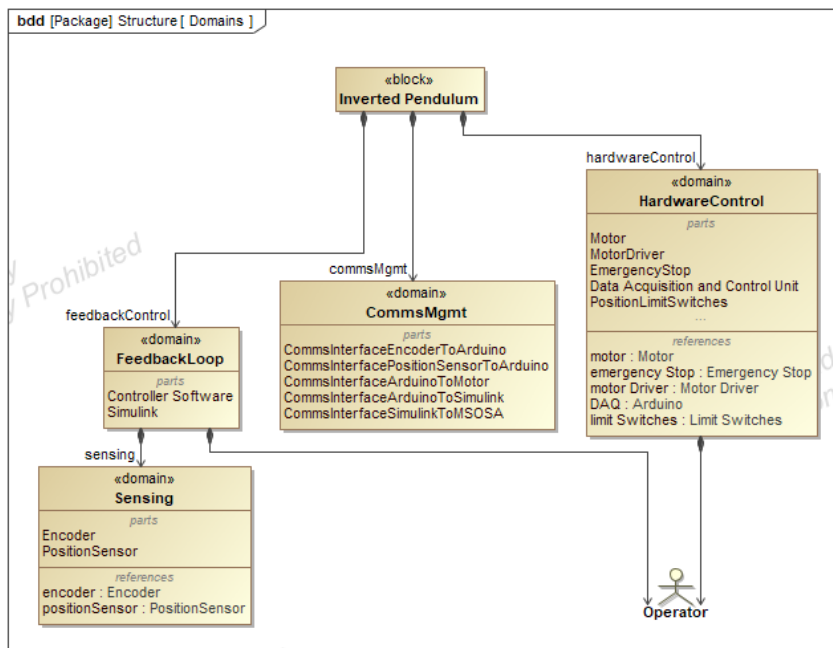 bdd [Package] Structure [ Domains ]
«block»
Inverted Pendulum
hardwareControl
«domain»
HardwareControl
parts
Motor
MotorDriver
EmergencyStop
Data Acquisition and Control Unit
PositionLimitSwitches
...
references
motor : Motor
emergency Stop : Emergency Stop
motor Driver : Motor Driver
DAQ : Arduino
limit Switches : Limit Switches
commsMgmt
«domain»
CommsMgmt
parts
CommsInterfaceEncoderToArduino
CommsInterfacePositionSensorToArduino
CommsInterfaceArduinoToMotor
CommsInterfaceArduinoToSimulink
CommsInterfaceSimulinkToMSOSA
feedbackControl
«domain»
FeedbackLoop
parts
Controller Software
Simulink
sensing
«domain»
Sensing
parts
Encoder
PositionSensor
references
encoder : Encoder
positionSensor : PositionSensor
Operator
Prohibited